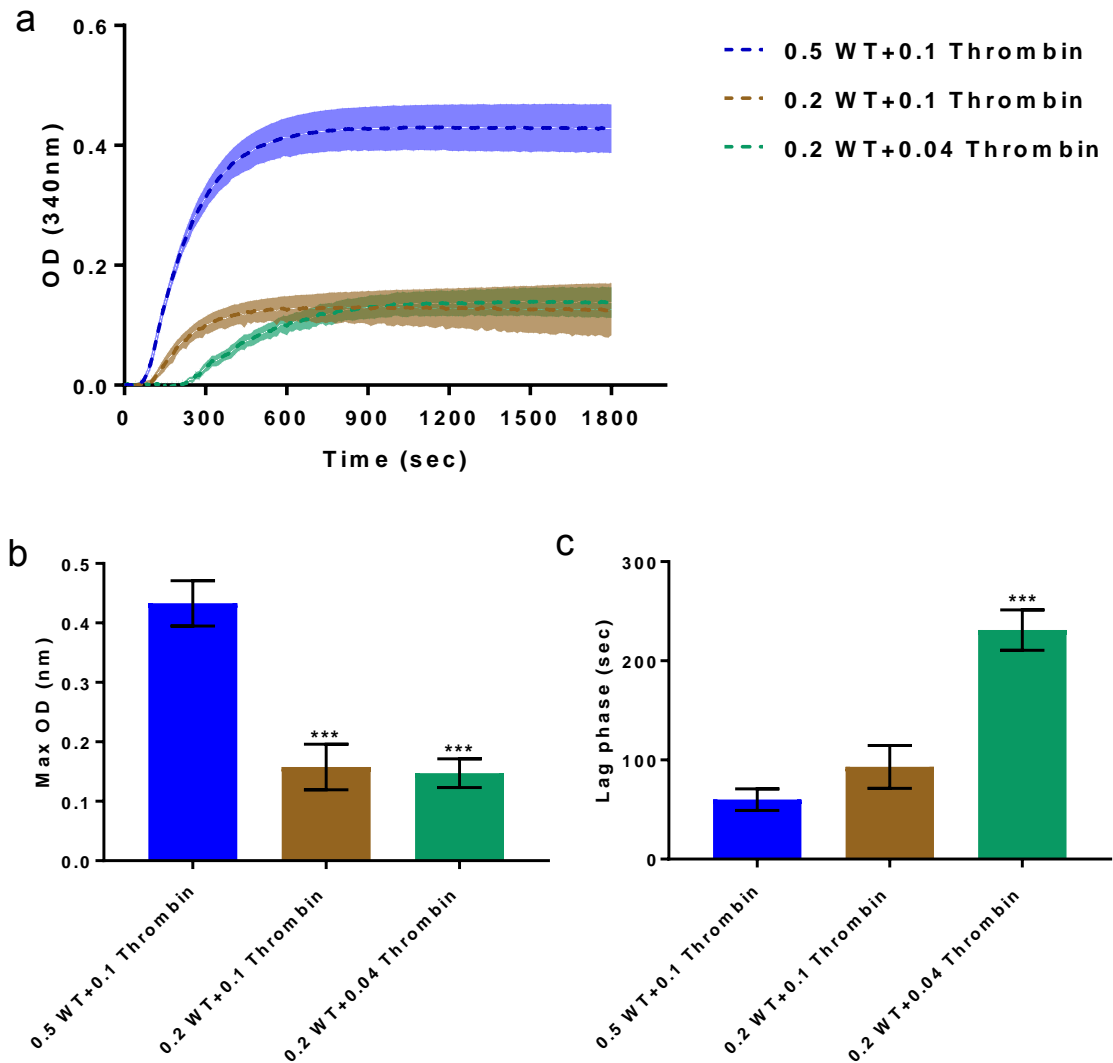 a
0.6
0.4
0.2
0.0
OD (340nm)
0 300 600 900 1200 1500 1800
Time (sec)
0.5 WT+0.1 Thrombin
0.2 WT+0.1 Thrombin
0.2 WT+0.04 Thrombin
b
0.5
0.4
0.3
0.2
0.1
0.0
Max OD (nm)
***
***
0.5 WT+0.1 Thrombin
0.2 WT+0.1 Thrombin
0.2 WT+0.04 Thrombin
c
300
200
100
0
Lag phase (sec)
***
0.5 WT+0.1 Thrombin
0.2 WT+0.1 Thrombin
0.2 WT+0.04 Thrombin